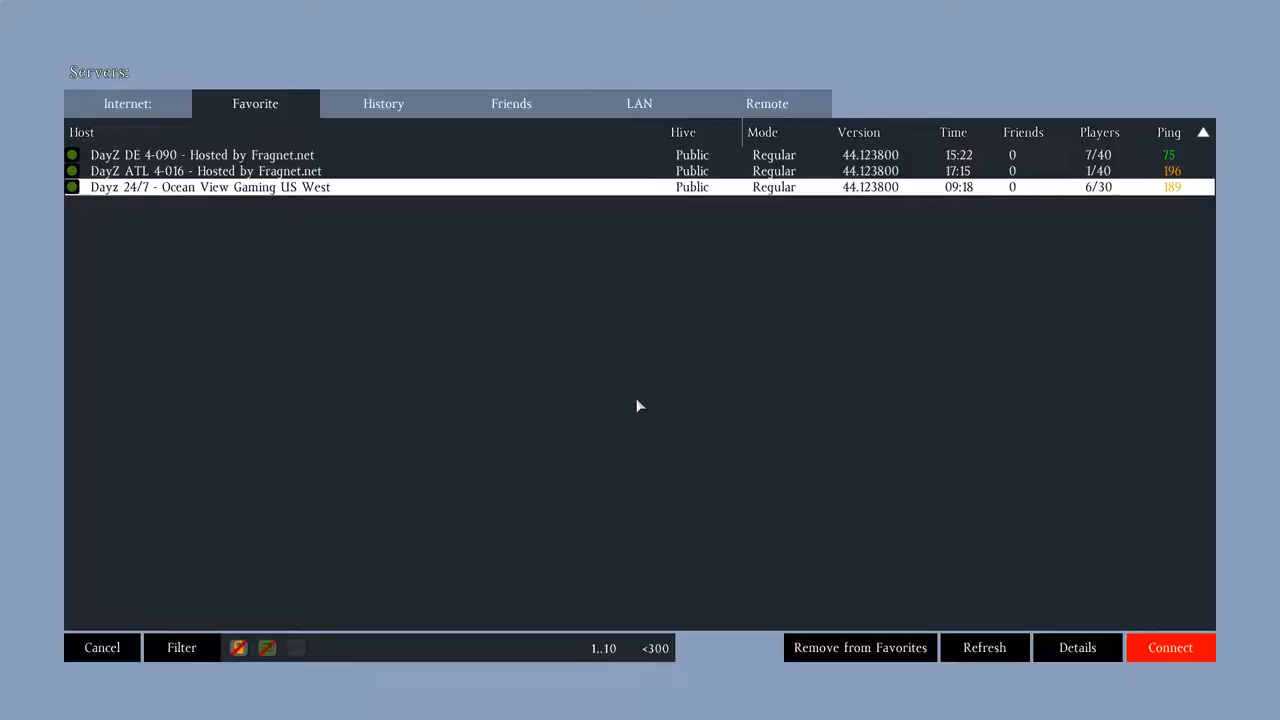 Servers:
Internet: Favorite History Friends LAN Remote
Host Hive Mode Version Time Friends Players Ping
DayZ DE 4-090 - Hosted by Fragnet.net Public Regular 44.123800 15:22 0 7/40 75
DayZ ATL 4-016 - Hosted by Fragnet.net Public Regular 44.123800 17:15 0 1/40 196
Dayz 24/7 - Ocean View Gaming US West Public Regular 44.123800 09:18 0 6/30 189
Cancel Filter 1,.10 <300 Remove from Favorites Refresh Details Connect